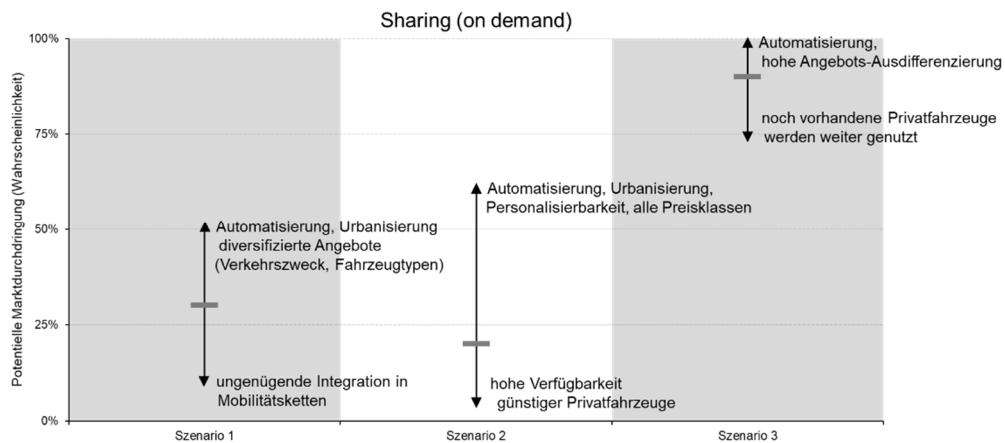 Sharing (on demand)
Potentielle Marktdurchdringung (Wahrscheinlichkeit)
100%
75%
50%
25%
0%
Automatisierung, Urbanisierung
diversifizierte Angebote
(Verkehrszweck, Fahrzeugtypen)
ungenügende Integration in
Mobilitätsketten
Automatisierung, Urbanisierung,
Personalisierbarkeit, alle Preisklassen
hohe Verfügbarkeit
günstiger Privatfahrzeuge
Automatisierung,
hohe Angebots-Ausdifferenzierung
noch vorhandene Privatfahrzeuge
werden weiter genutzt
Szenario 1
Szenario 2
Szenario 3